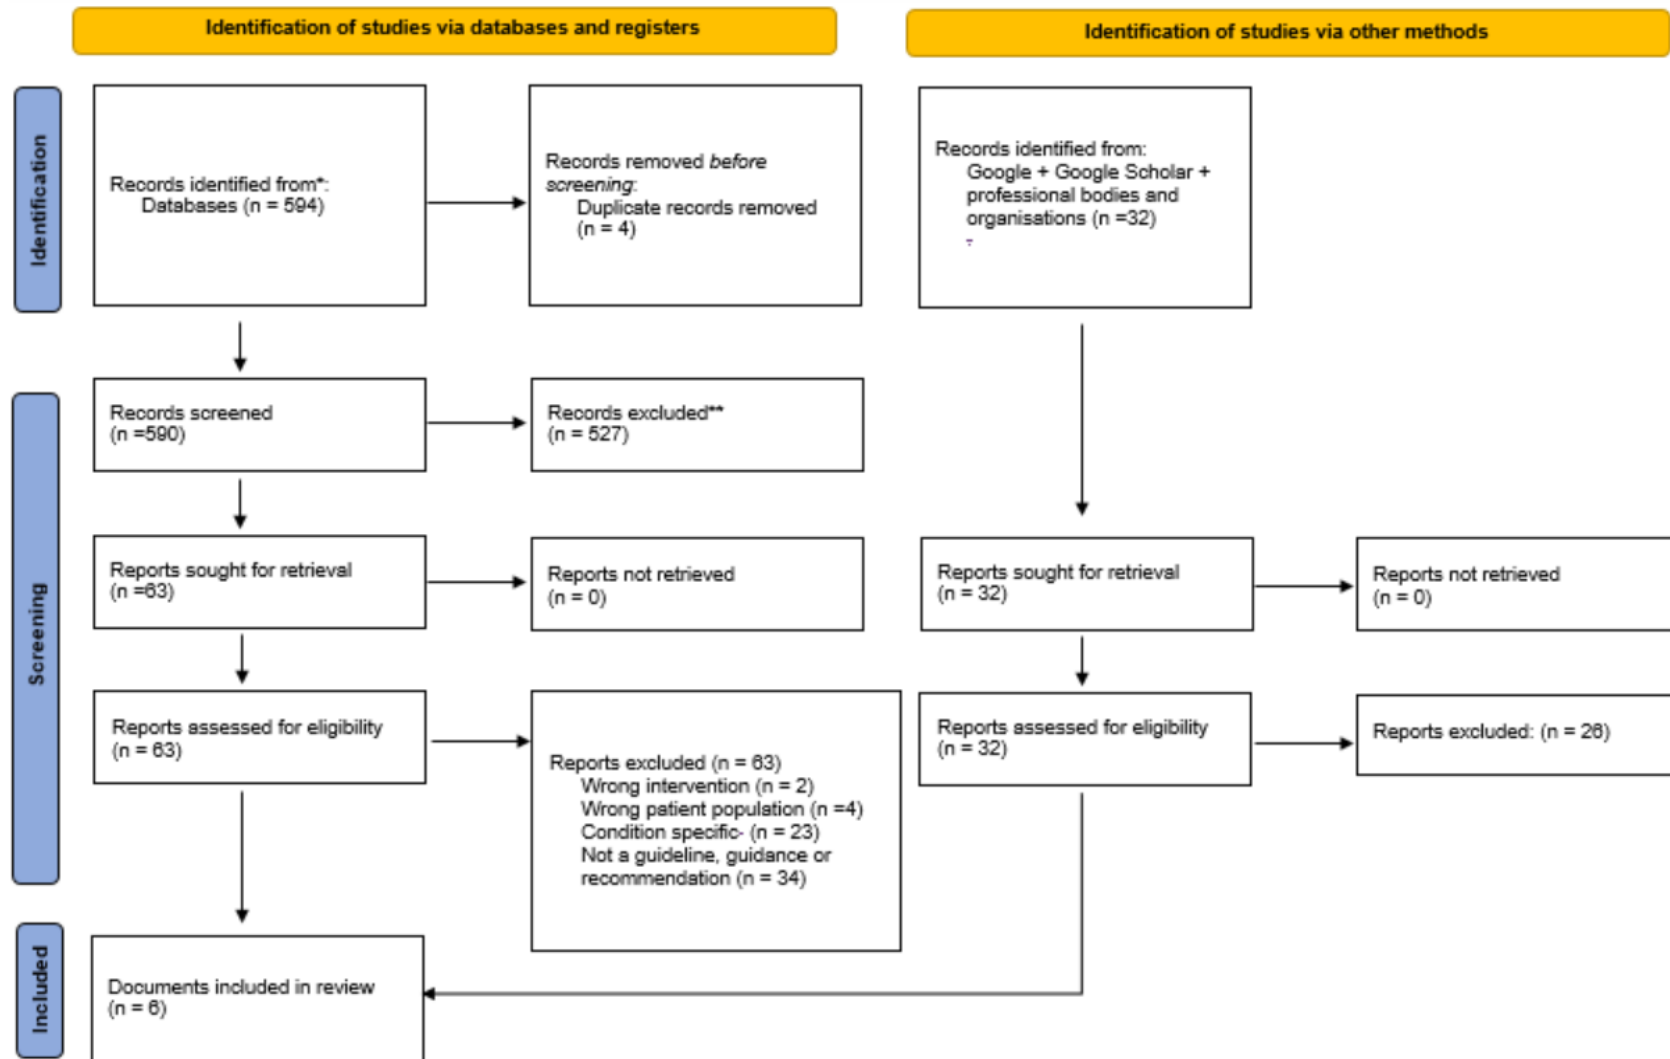 Identification of studies via databases and registers
Identification of studies via other methods
Identification
Records identified from*:
Databases (n = 594)
Records removed before
screening:
Duplicate records removed
(n = 4)
Records identified from:
Google + Google Scholar +
professional bodies and
organisations (n =32)
Screening
Records screened
(n =590)
Records excluded**
(n = 527)
Reports sought for retrieval
(n =63)
Reports not retrieved
(n = 0)
Reports sought for retrieval
(n = 32)
Reports not retrieved
(n = 0)
Reports assessed for eligibility
(n = 63)
Reports excluded (n = 63)
Wrong intervention (n = 2)
Wrong patient population (n =4)
Condition specific- (n = 23)
Not a guideline, guidance or
recommendation (n = 34)
Reports assessed for eligibility
(n = 32)
Reports excluded: (n = 26)
Included
Documents included in review
(n = 6)